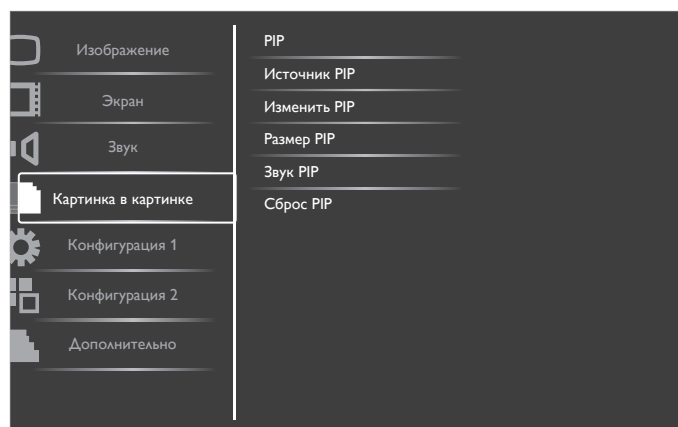 Изображение
Экран
Звук
Картинка в картинке
Конфигурация 1
Конфигурация 2
Дополнительно
PIP
Источник PIP
Изменить PIP
Размер PIP
Звук PIP
Сброс PIP